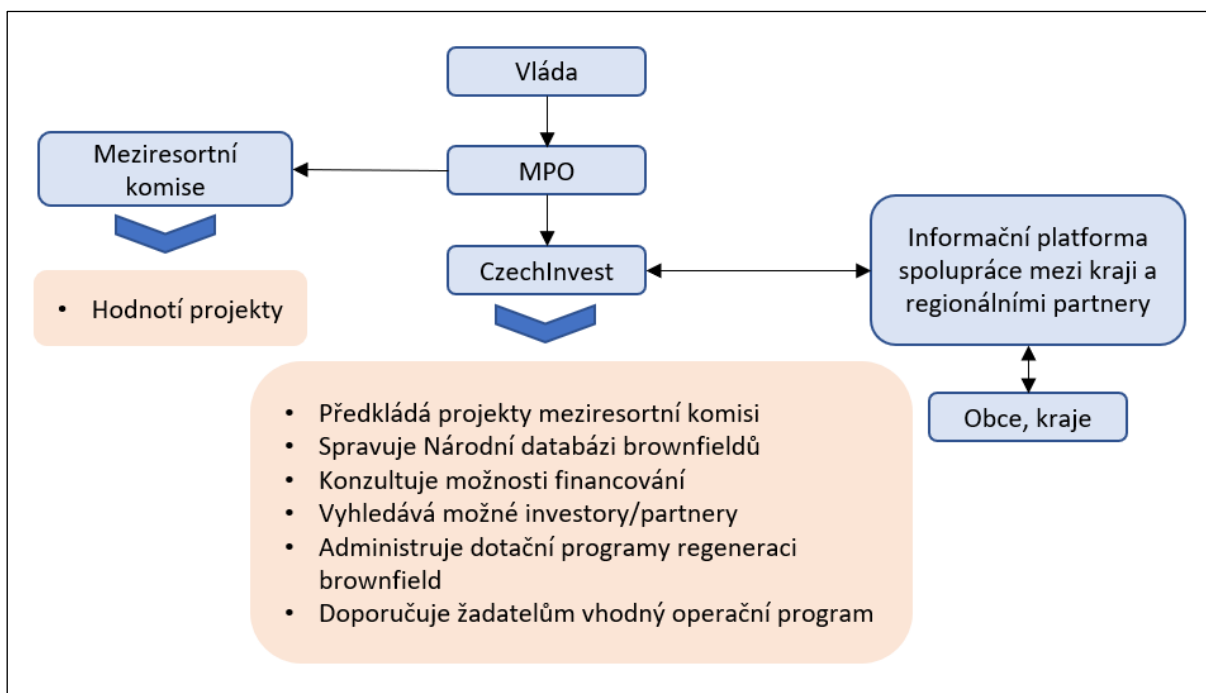 Vláda
Meziresortní
komise
MPO
Informační platforma
spolupráce mezi kraji a
regionálními partnery
CzechInvest
• Hodnotí projekty
Obce, kraje
• Předkládá projekty meziresortní komisi
• Spravuje Národní databázi brownfieldů
• Konzultuje možnosti financování
• Vyhledává možné investory/partnery
• Administruje dotační programy regeneraci
brownfield
• Doporučuje žadatelům vhodný operační program